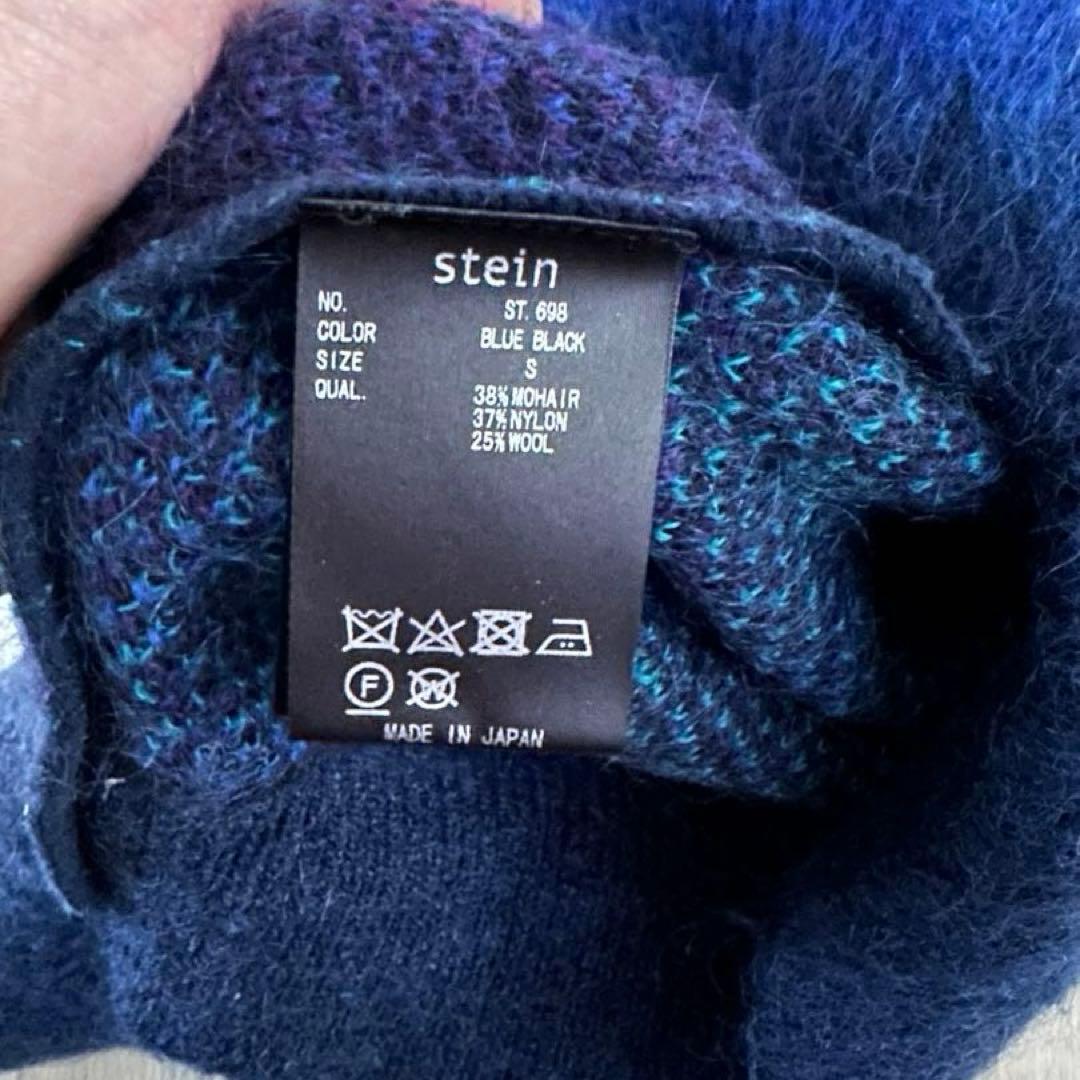 stein
NO. ST. 698
COLOR BLUE BLACK
SIZE S
QUAL. 38%MOHAIR
37%NYLON
25%WOOL
F W
MADE IN JAPAN